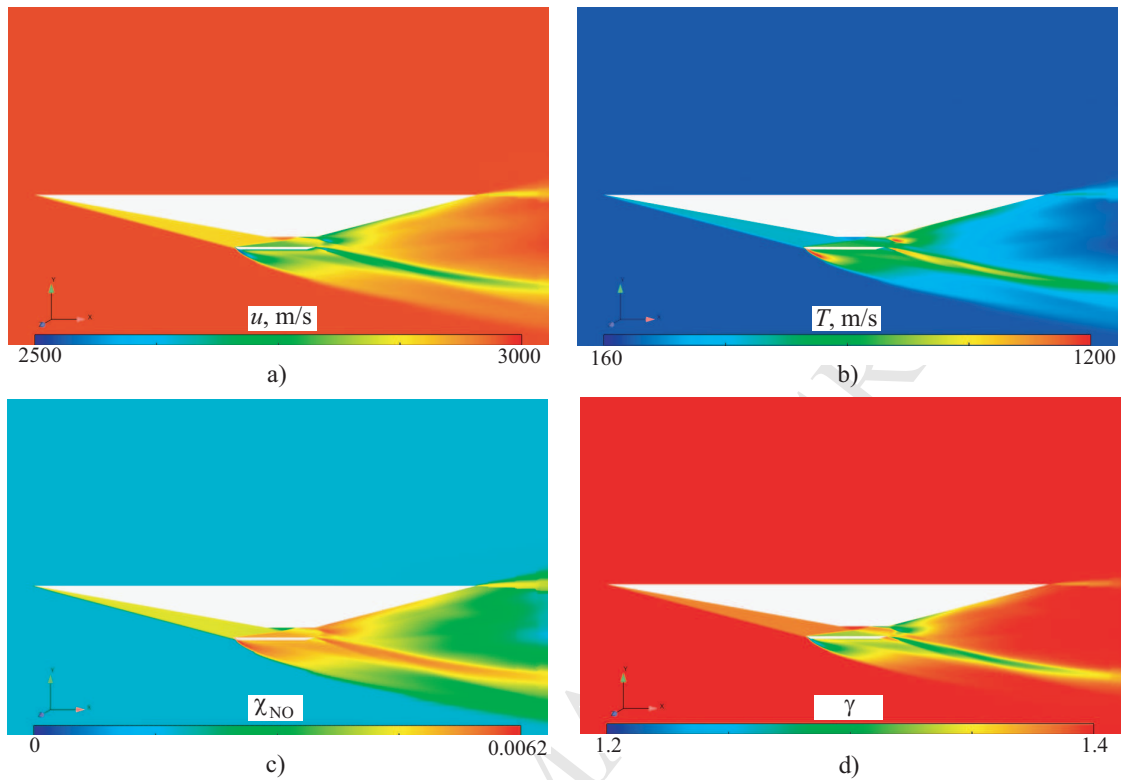 u, m/s
2500 3000
a)
T, m/s
160 1200
b)
χNO
0 0.0062
c)
γ
1.2 1.4
d)